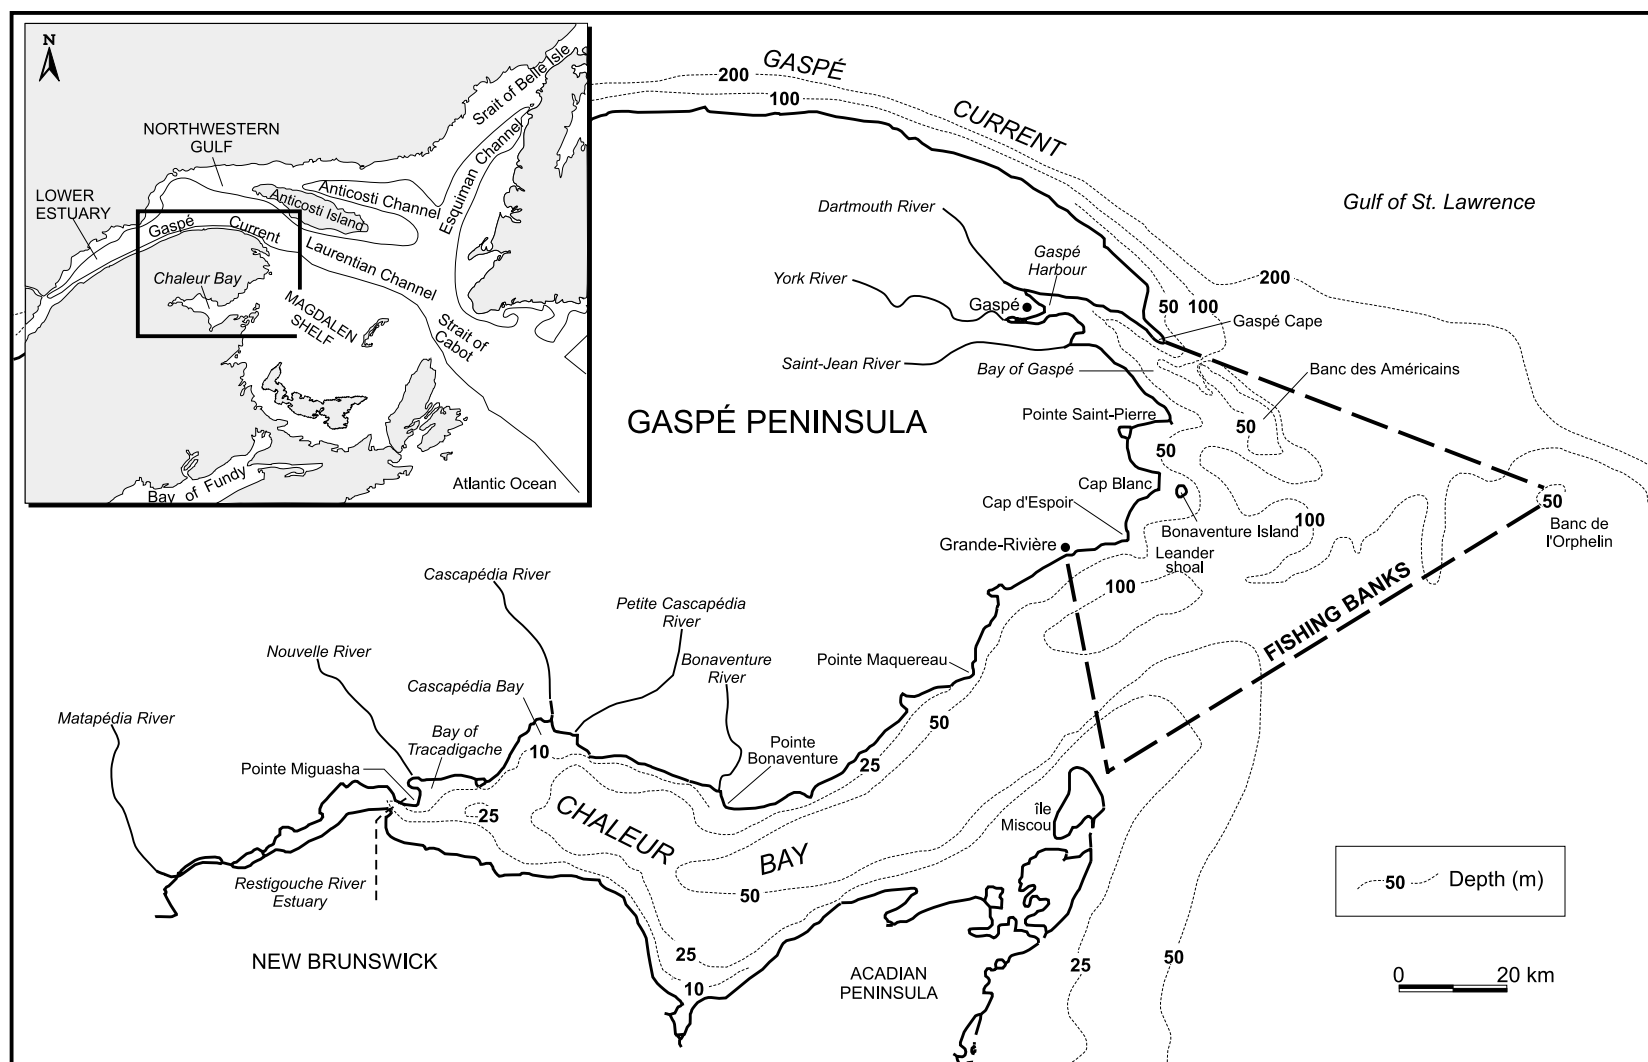 N
Strait of Belle Isle
NORTHWESTERN
GULF
LOWER
ESTUARY
Anticosti Channel
Anticosti Island
Esquiman Channel
Gaspé Current
Laurentian Channel
Chaleur Bay
MAGDALEN
SHELF
Strait of
Cabot
Bay of Fundy
Atlantic Ocean
200
100
GASPÉ
CURRENT
Gulf of St. Lawrence
Dartmouth River
Gaspé
Harbour
York River
Gaspé
200
50
100
Gaspé Cape
Saint-Jean River
Bay of Gaspé
Banc des Américains
GASPÉ PENINSULA
Pointe Saint-Pierre
50
50
Cap Blanc
Cap d'Espoir
50
Banc de
l'Orphelin
100
Bonaventure Island
Leander
shoal
Grande-Rivière
100
FISHING BANKS
Cascapédia River
Petite Cascapédia
River
Nouvelle River
Bonaventure
River
Pointe Maquereau
Cascapédia Bay
Matapédia River
Bay of
Tracadigache
10
Pointe
Bonaventure
50
25
Pointe Miguasha
25
CHALEUR
BAY
île
Miscou
50
Restigouche River
Estuary
50 Depth (m)
NEW BRUNSWICK
25
10
ACADIAN
PENINSULA
25
50
0 20 km